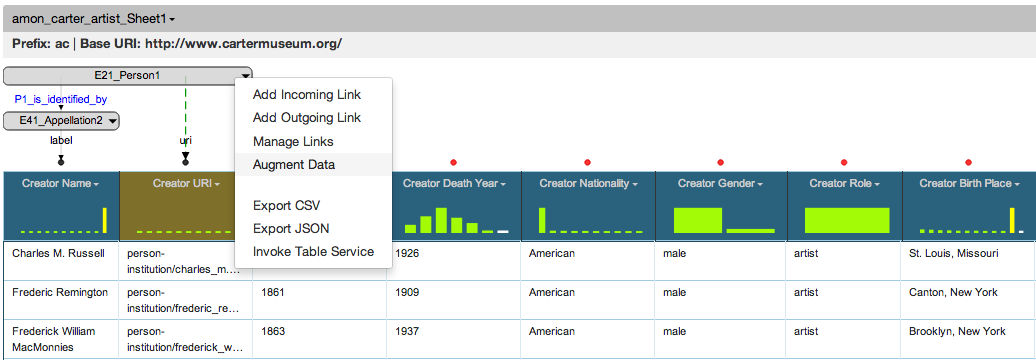 amon_carter_artist_Sheet1
Prefix: ac | Base URI: http://www.cartermuseum.org/
E21_Person1
P1_is_identified_by
E41_Appellation2
label
uri
Add Incoming Link
Add Outgoing Link
Manage Links
Augment Data
Export CSV
Export JSON
Invoke Table Service
Creator Name Creator URI Creator Death Year Creator Nationality Creator Gender Creator Role Creator Birth Place
Charles M. Russell person- 1926 American male artist St. Louis, Missouri
institution/charles_m....
Frederic Remington person- 1861 1909 American male artist Canton, New York
institution/frederic_re...
Frederick William person- 1863 1937 American male artist Brooklyn, New York
MacMonnies institution/frederick_w...